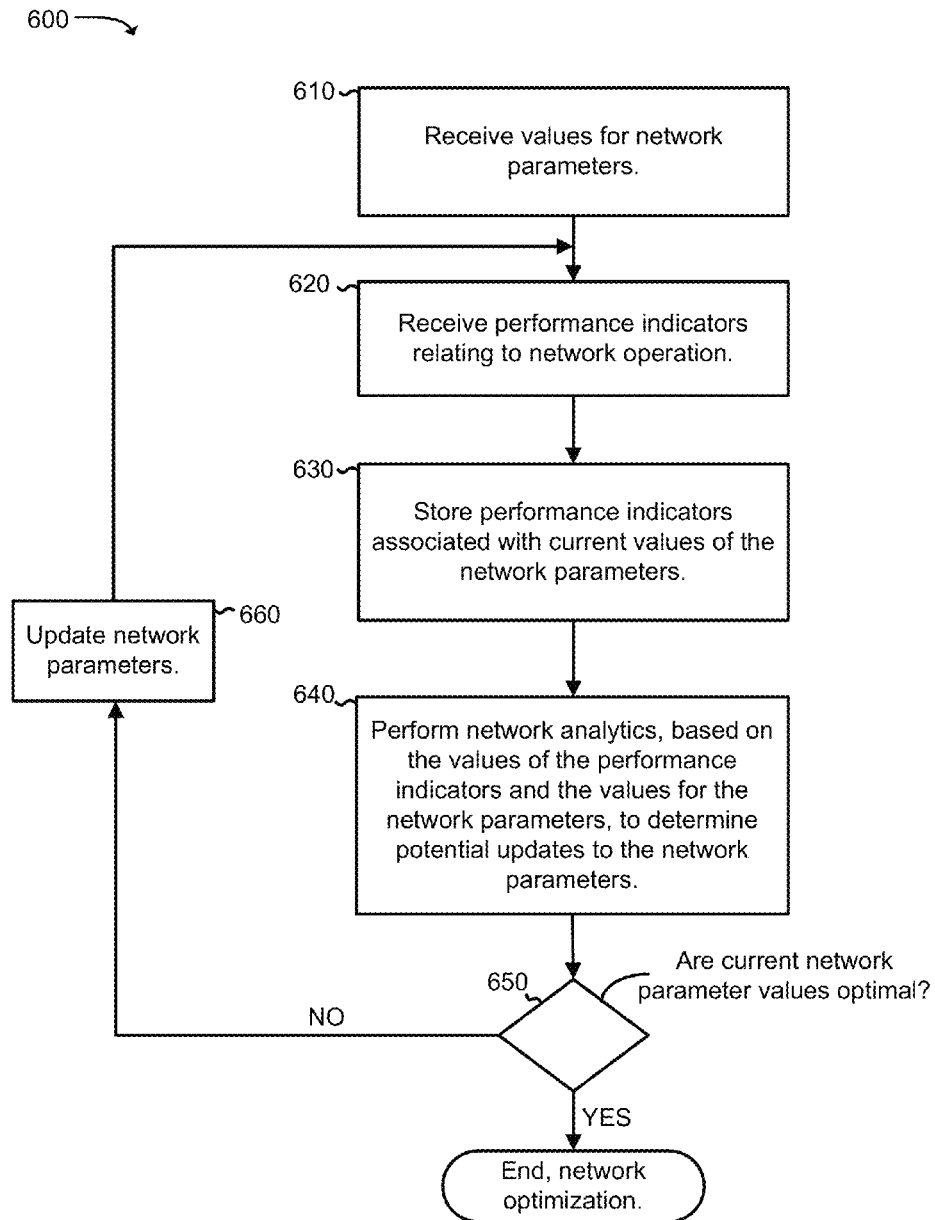 600
610
Receive values for network
parameters.
620
Receive performance indicators
relating to network operation.
630
Store performance indicators
associated with current values of the
network parameters.
660
Update network
parameters.
640
Perform network analytics, based on
the values of the performance
indicators and the values for the
network parameters, to determine
potential updates to the network
parameters.
650
Are current network
parameter values optimal?
NO
YES
End, network
optimization.